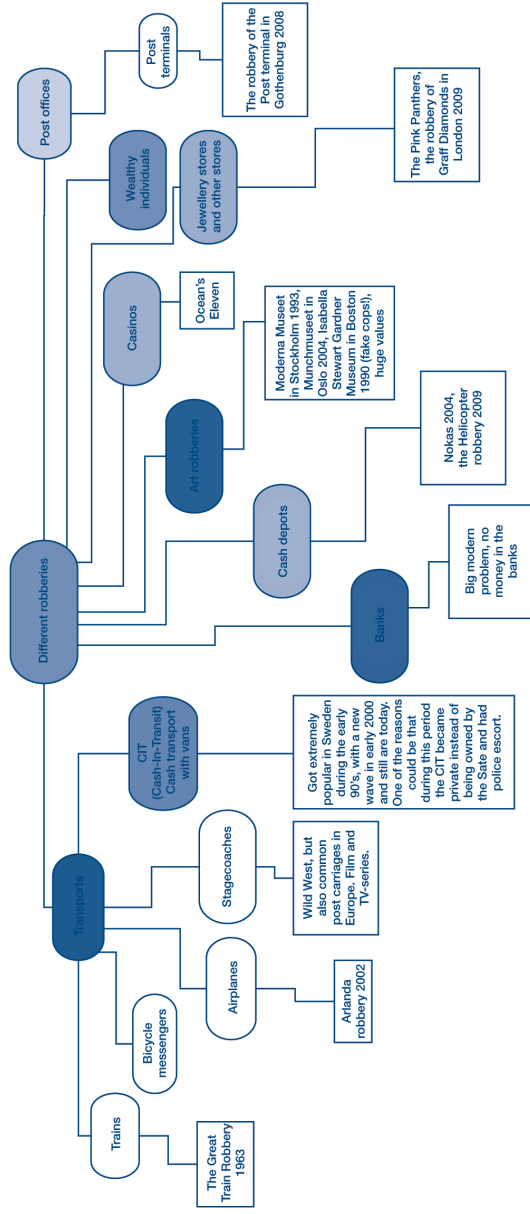 Different robberies
Transports
Trains
The Great
Train Robbery
1963
Bicycle
messengers
Airplanes
Arlanda
robbery 2002
Stagecoaches
Wild West, but
also common
post carriages in
Europe. Film and
TV-series.
CIT
(Cash-In-Transit)
Cash transport
with vans
Got extremely
popular in Sweden
during the early
90's, with a new
wave in early 2000
and still are today.
One of the reasons
could be that
during this period
the CIT became
private instead of
being owned by
the Sate and had
police escort.
Banks
Big modern
problem, no
money in the
banks
Cash depots
Nokas 2004,
the Helicopter
robbery 2009
Art robberies
Moderna Museet
in Stockholm 1993,
Munchmuseet in
Oslo 2004, Isabella
Stewart Gardner
Museum in Boston
1990 (fake cops!),
huge values
Casinos
Ocean's
Eleven
Jewellery stores
and other stores
The Pink Panthers,
the robbery of
Graff Diamonds in
London 2009
Wealthy
individuals
Post offices
Post
terminals
The robbery of the
Post terminal in
Gothenburg 2008